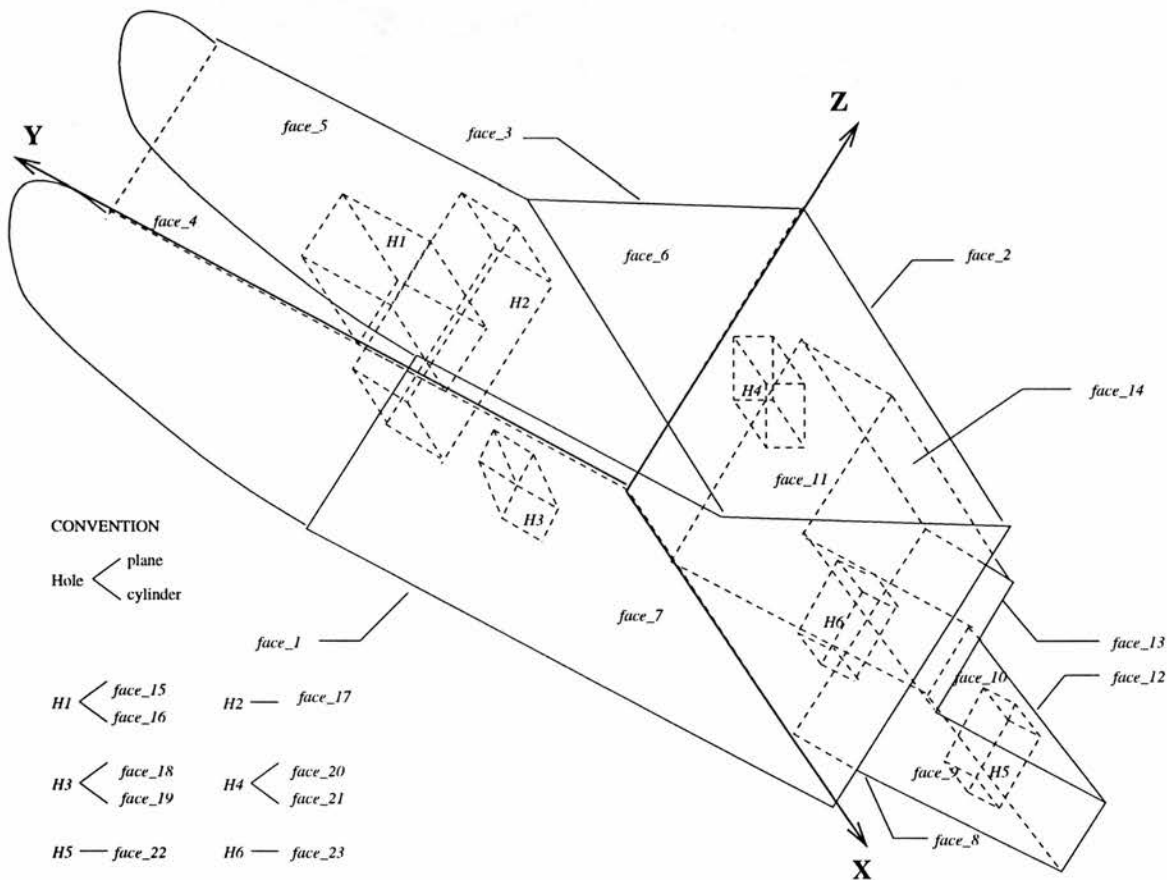 Z
Y
face_3
face_5
face_4
face_2
face_6
H1
H2
H4
face_14
face_11
H3
CONVENTION
plane
Hole
cylinder
face_7
H6
face_1
face_13
face_10
face_12
face_15
H1
face_16
H2 face_17
face_9
H5
face_18
H3
face_19
face_20
H4
face_21
face_8
X
H5 face_22
H6 face_23